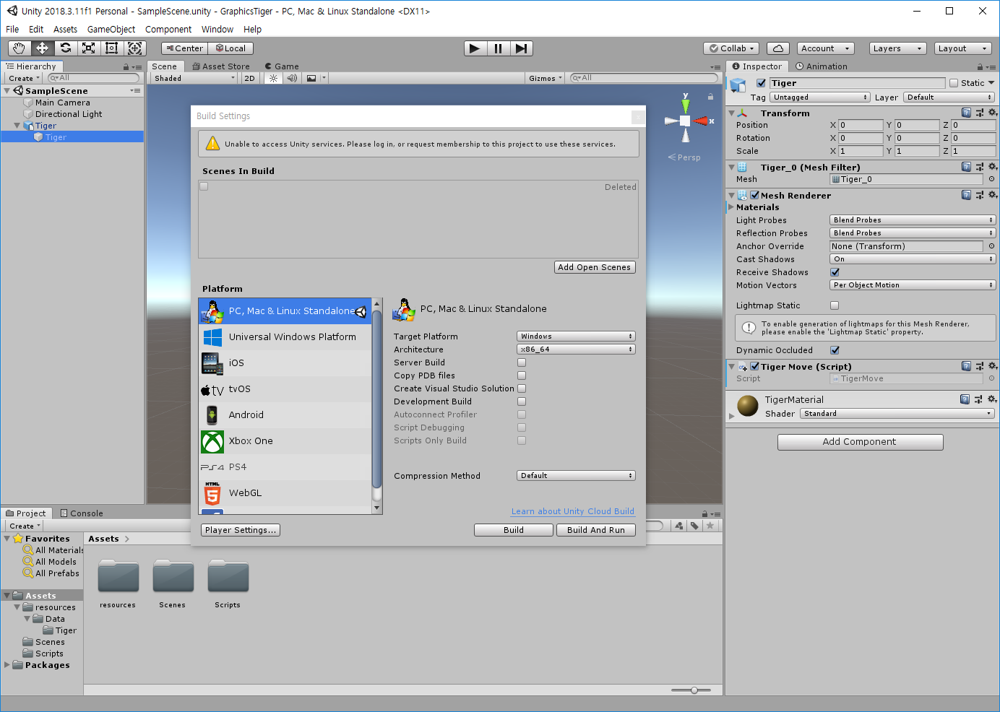 Unity 2018.3.11f1 Personal - SampleScene.unity - GraphicsTiger - PC, Mac & Linux Standalone <DX11>
File Edit Assets GameObject Component Window Help
Center Local
Collab Account Layers Layout
Hierarchy
Create All
SampleScene
Main Camera
Directional Light
Tiger
Tiger
Scene Asset Store Game
Shaded 2D Gizmos All
y
x
Persp
Build Settings
Unable to access Unity services. Please log in, or request membership to this project to use these services.
Scenes In Build
Deleted
Add Open Scenes
Platform
PC, Mac & Linux Standalone
Universal Windows Platform
iOS
tv tvOS
Android
Xbox One
PS4 PS4
HTML 5 WebGL
PC, Mac & Linux Standalone
Target Platform Windows
Architecture x86_64
Server Build
Copy PDB files
Create Visual Studio Solution
Development Build
Autoconnect Profiler
Script Debugging
Scripts Only Build
Compression Method Default
Learn about Unity Cloud Build
Player Settings... Build Build And Run
Inspector Animation
Tiger Static
Tag Untagged Layer Default
Transform
Position X 0 Y 0 Z 0
Rotation X 0 Y 0 Z 0
Scale X 1 Y 1 Z 1
Tiger_0 (Mesh Filter)
Mesh Tiger_0
Mesh Renderer
Materials
Light Probes Blend Probes
Reflection Probes Blend Probes
Anchor Override None (Transform)
Cast Shadows On
Receive Shadows
Motion Vectors Per Object Motion
Lightmap Static
To enable generation of lightmaps for this Mesh Renderer,
please enable the 'Lightmap Static' property.
Dynamic Occluded
Tiger Move (Script)
Script TigerMove
TigerMaterial
Shader Standard
Add Component
Project Console
Create
Favorites
All Materials
All Models
All Prefabs
Assets
resources
Data
Tiger
Scenes
Scripts
Packages
Assets
resources Scenes Scripts